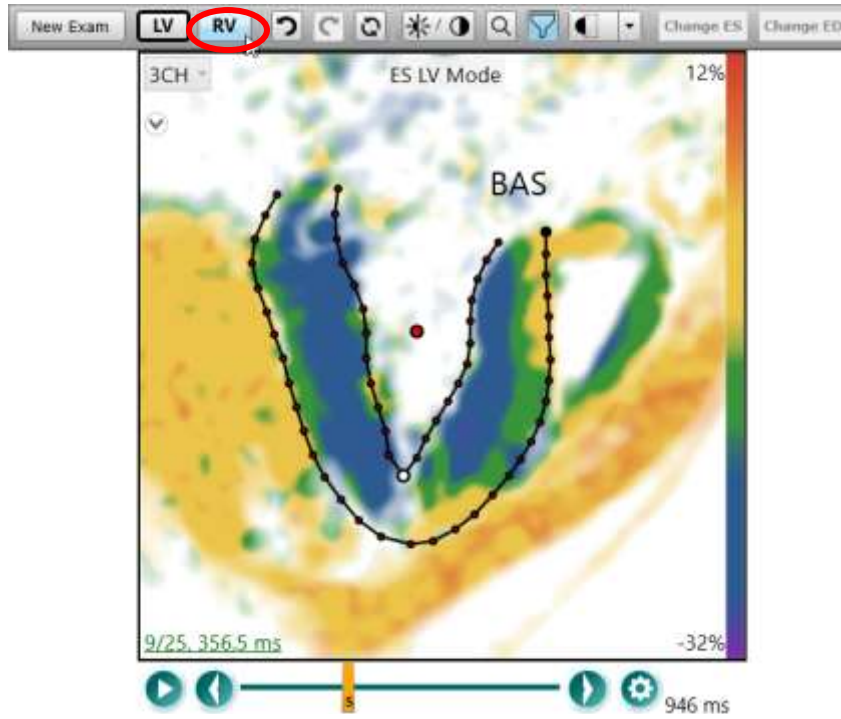 New Exam LV RV Change ES Change ED
3CH ES LV Mode 12%
BAS
9/25, 356.5 ms -32%
s
946 ms